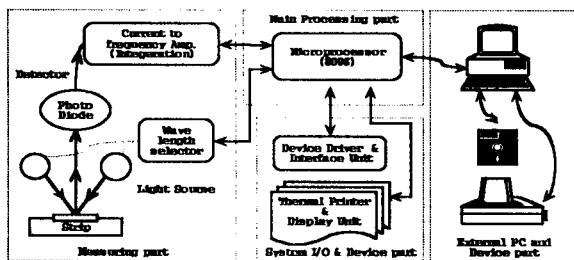 Current to
frequency Amp.
(Integeration)
Detector
Photo
Diode
Wave
length
selector
Light Source
Strip
Measuring part
Main Processing part
Microprocessor
(8096)
Device Driver &
Interface Unit
Thermal Printer
&
Display Unit
System I/O & Device part
External PC and
Device part